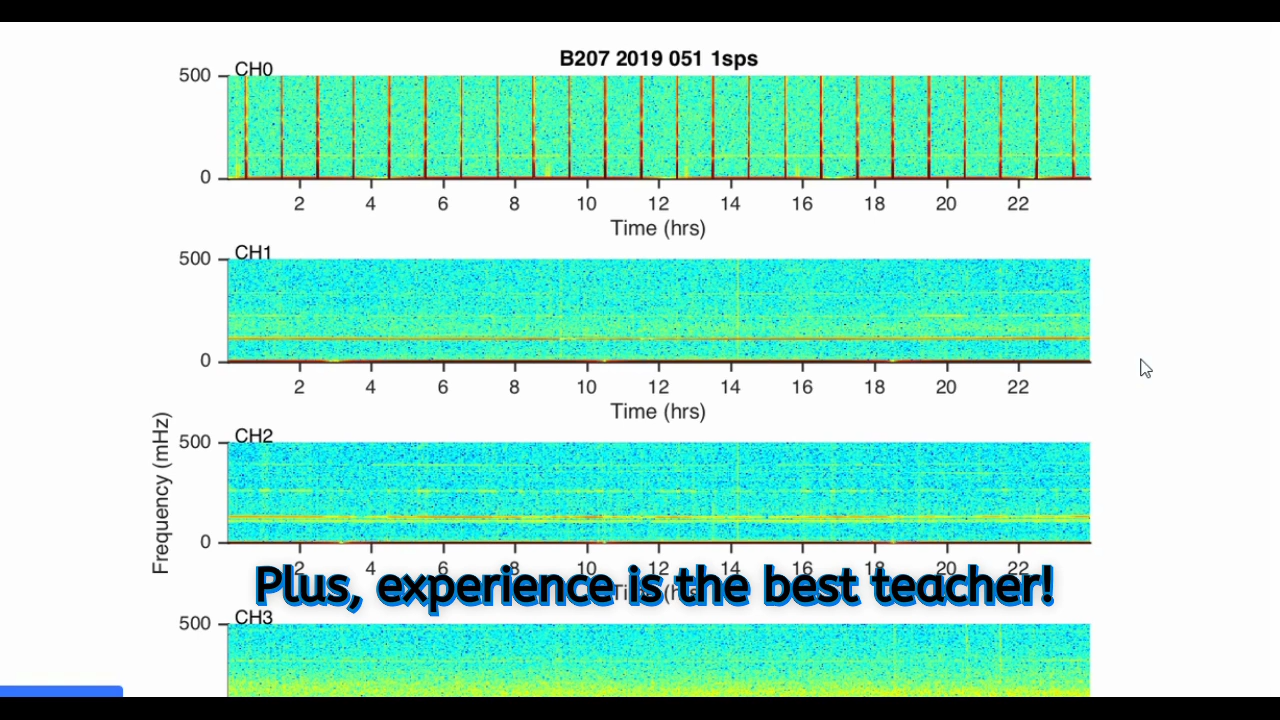 B207 2019 051 1sps
CH0
500
0
2 4 6 8 10 12 14 16 18 20 22
Time (hrs)
CH1
500
0
2 4 6 8 10 12 14 16 18 20 22
Time (hrs)
Frequency (mHz)
CH2
500
0
2 4 6 8 10 12 14 16 18 20 22
Time (hrs)
Plus, experience is the best teacher!
CH3
500